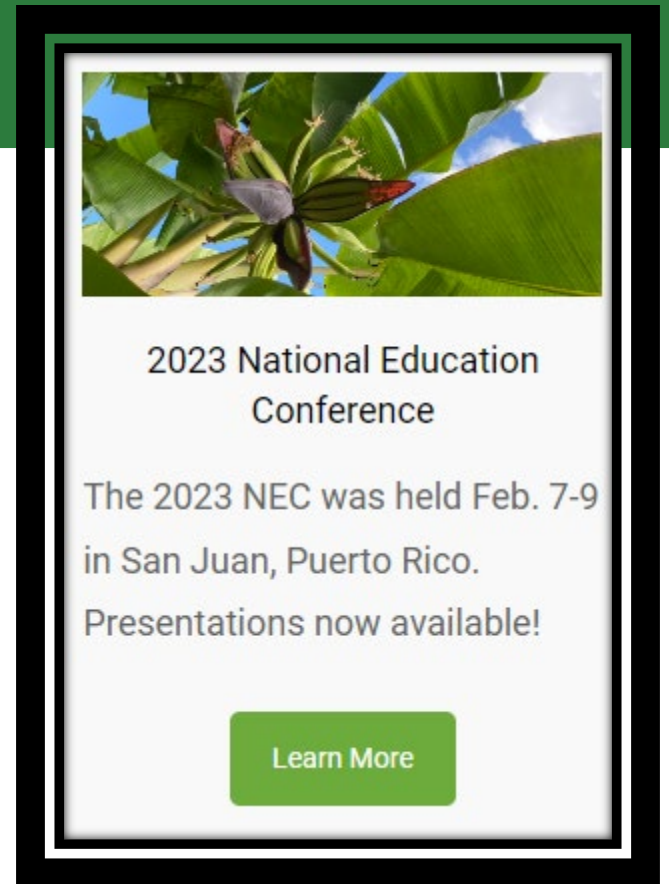 2023 National Education
Conference
The 2023 NEC was held Feb. 7-9
in San Juan, Puerto Rico.
Presentations now available!
Learn More